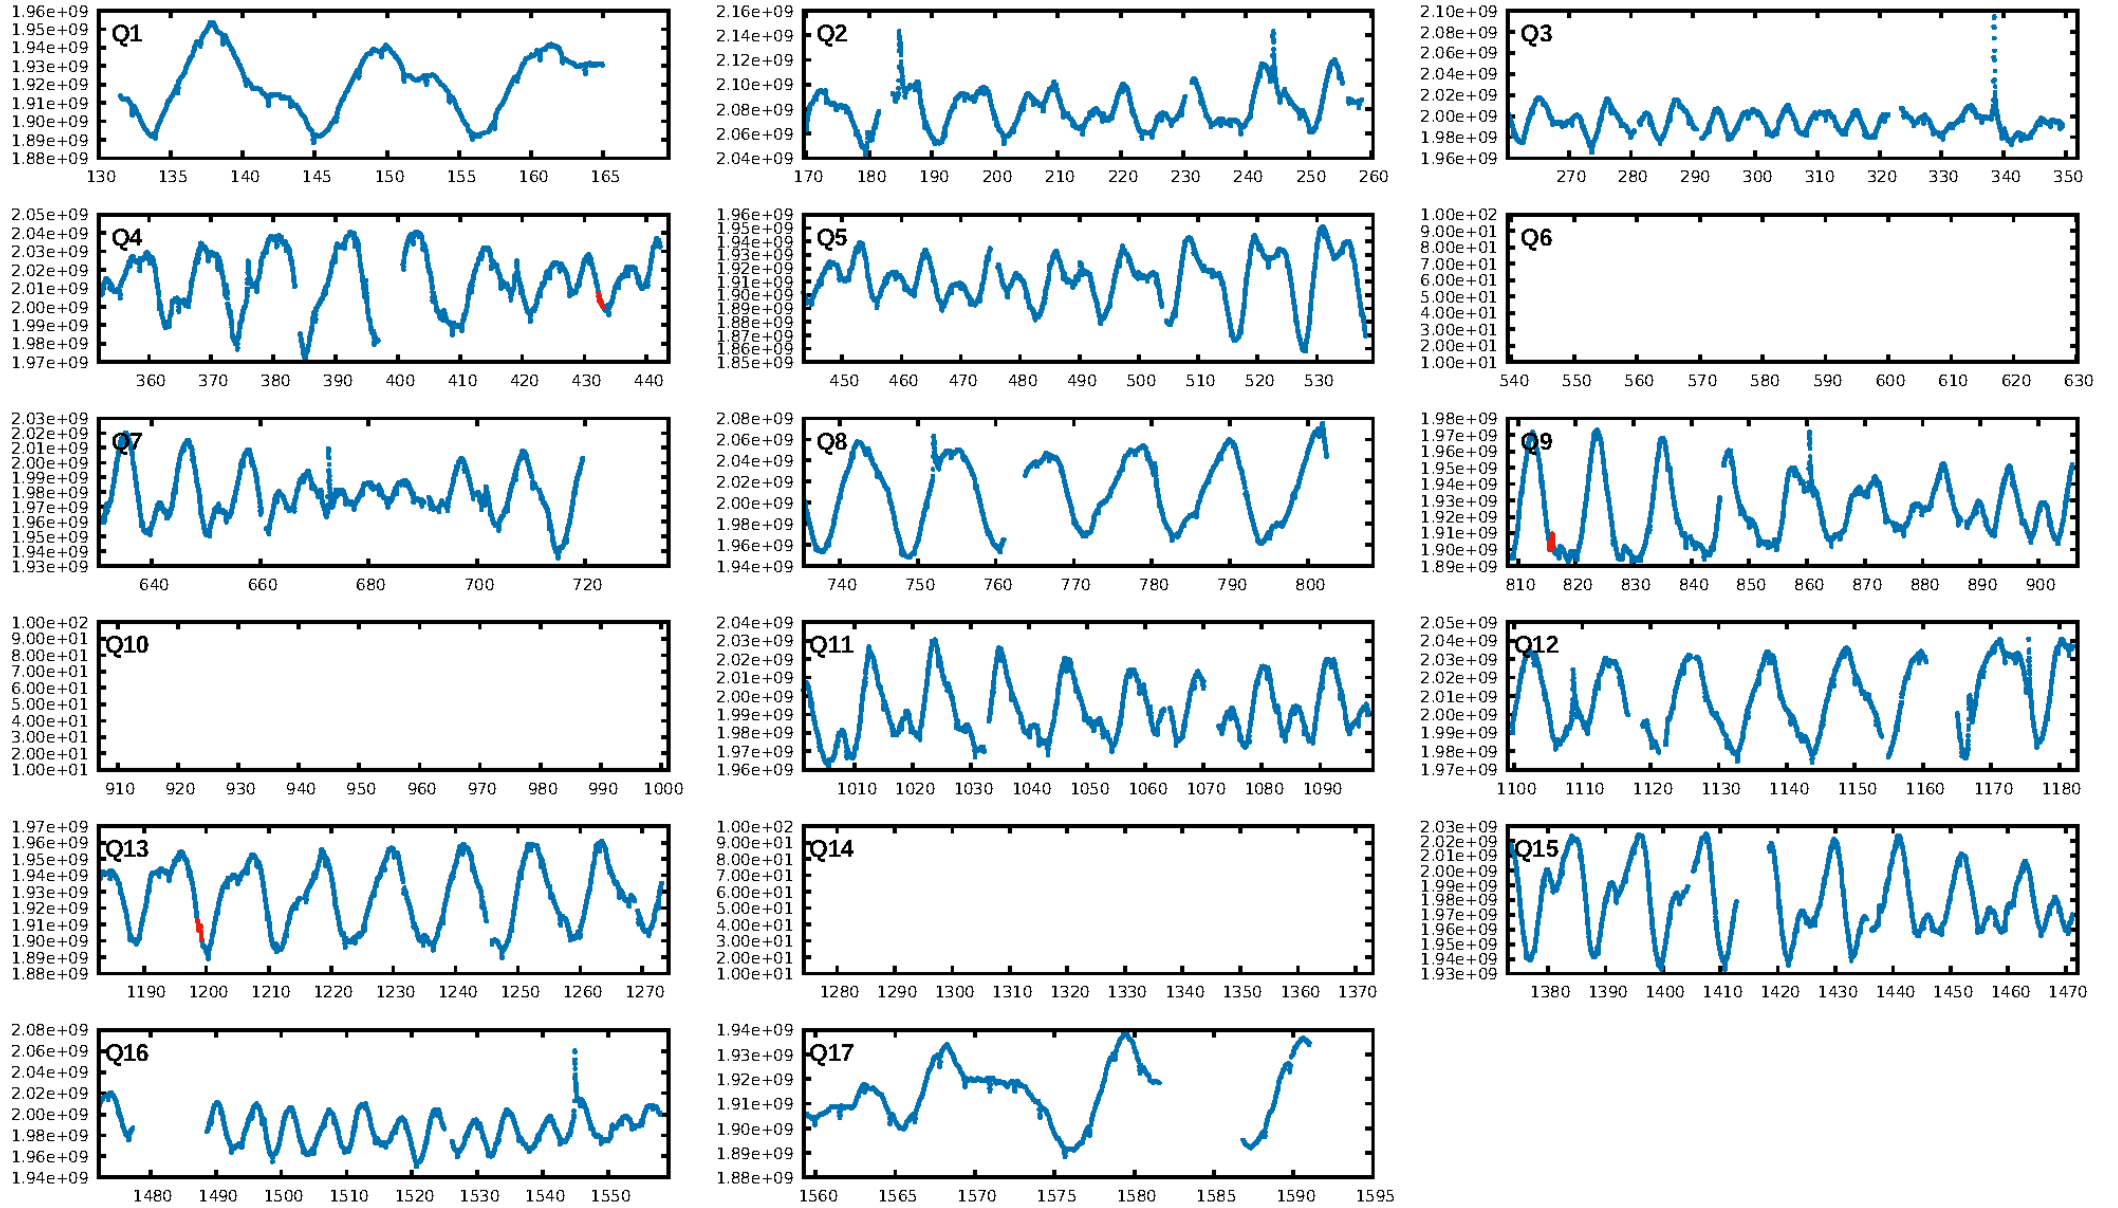 Q1
1.96e+09
1.95e+09
1.94e+09
1.93e+09
1.92e+09
1.91e+09
1.90e+09
1.89e+09
1.88e+09
130 135 140 145 150 155 160 165
Q2
2.16e+09
2.14e+09
2.12e+09
2.10e+09
2.08e+09
2.06e+09
2.04e+09
170 180 190 200 210 220 230 240 250 260
Q3
2.10e+09
2.08e+09
2.06e+09
2.04e+09
2.02e+09
2.00e+09
1.98e+09
1.96e+09
270 280 290 300 310 320 330 340 350
Q4
2.05e+09
2.04e+09
2.03e+09
2.02e+09
2.01e+09
2.00e+09
1.99e+09
1.98e+09
1.97e+09
360 370 380 390 400 410 420 430 440
Q5
1.96e+09
1.95e+09
1.94e+09
1.93e+09
1.92e+09
1.91e+09
1.90e+09
1.89e+09
1.88e+09
1.87e+09
1.86e+09
1.85e+09
450 460 470 480 490 500 510 520 530
Q6
1.00e+02
9.00e+01
8.00e+01
7.00e+01
6.00e+01
5.00e+01
4.00e+01
3.00e+01
2.00e+01
1.00e+01
540 550 560 570 580 590 600 610 620 630
Q7
2.03e+09
2.02e+09
2.01e+09
2.00e+09
1.99e+09
1.98e+09
1.97e+09
1.96e+09
1.95e+09
1.94e+09
1.93e+09
640 660 680 700 720
Q8
2.08e+09
2.06e+09
2.04e+09
2.02e+09
2.00e+09
1.98e+09
1.96e+09
1.94e+09
740 750 760 770 780 790 800
Q9
1.98e+09
1.97e+09
1.96e+09
1.95e+09
1.94e+09
1.93e+09
1.92e+09
1.91e+09
1.90e+09
1.89e+09
810 820 830 840 850 860 870 880 890 900
Q10
1.00e+02
9.00e+01
8.00e+01
7.00e+01
6.00e+01
5.00e+01
4.00e+01
3.00e+01
2.00e+01
1.00e+01
910 920 930 940 950 960 970 980 990 1000
Q11
2.04e+09
2.03e+09
2.02e+09
2.01e+09
2.00e+09
1.99e+09
1.98e+09
1.97e+09
1.96e+09
1010 1020 1030 1040 1050 1060 1070 1080 1090
Q12
2.05e+09
2.04e+09
2.03e+09
2.02e+09
2.01e+09
2.00e+09
1.99e+09
1.98e+09
1.97e+09
1100 1110 1120 1130 1140 1150 1160 1170 1180
Q13
1.97e+09
1.96e+09
1.95e+09
1.94e+09
1.93e+09
1.92e+09
1.91e+09
1.90e+09
1.89e+09
1.88e+09
1190 1200 1210 1220 1230 1240 1250 1260 1270
Q14
1.00e+02
9.00e+01
8.00e+01
7.00e+01
6.00e+01
5.00e+01
4.00e+01
3.00e+01
2.00e+01
1.00e+01
1280 1290 1300 1310 1320 1330 1340 1350 1360 1370
Q15
2.03e+09
2.02e+09
2.01e+09
2.00e+09
1.99e+09
1.98e+09
1.97e+09
1.96e+09
1.95e+09
1.94e+09
1.93e+09
1380 1390 1400 1410 1420 1430 1440 1450 1460 1470
Q16
2.08e+09
2.06e+09
2.04e+09
2.02e+09
2.00e+09
1.98e+09
1.96e+09
1.94e+09
1480 1490 1500 1510 1520 1530 1540 1550
Q17
1.94e+09
1.93e+09
1.92e+09
1.91e+09
1.90e+09
1.89e+09
1.88e+09
1560 1565 1570 1575 1580 1585 1590 1595